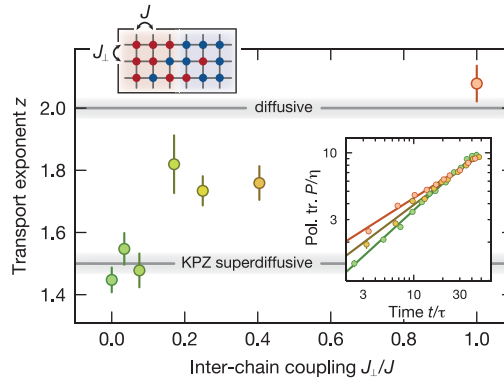 J
J⊥
Transport exponent z
2.0
1.8
1.6
1.4
diffusive
KPZ superdiffusive
Pol. tr. P/η
10
3
3
10
30
Time t/τ
0.0
0.2
0.4
0.6
0.8
1.0
Inter-chain coupling J⊥/J